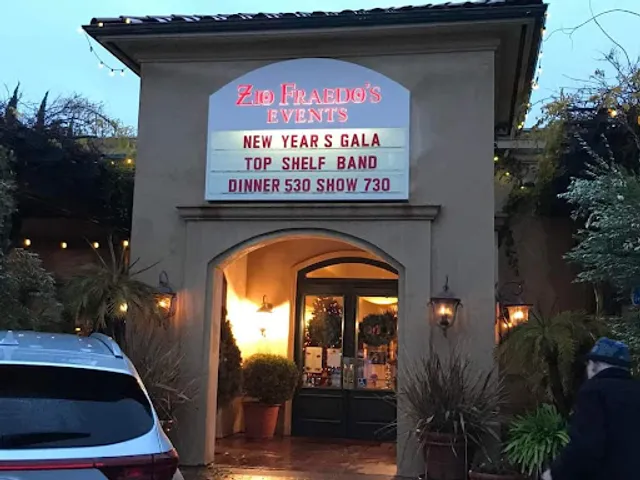 ZIO FRAEDO'S
EVENTS
NEW YEAR S GALA
TOP SHELF BAND
DINNER 530 SHOW 730